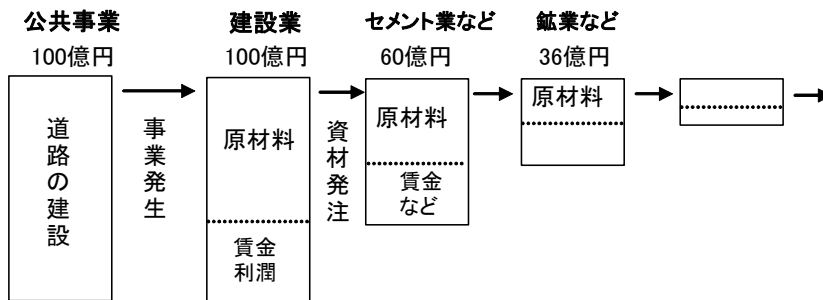 公共事業
建設業
セメント業など
鉱業など
100億円
100億円
60億円
36億円
道路の建設
事業発生
原材料
賃金
利潤
資材発注
原材料
賃金
など
原材料